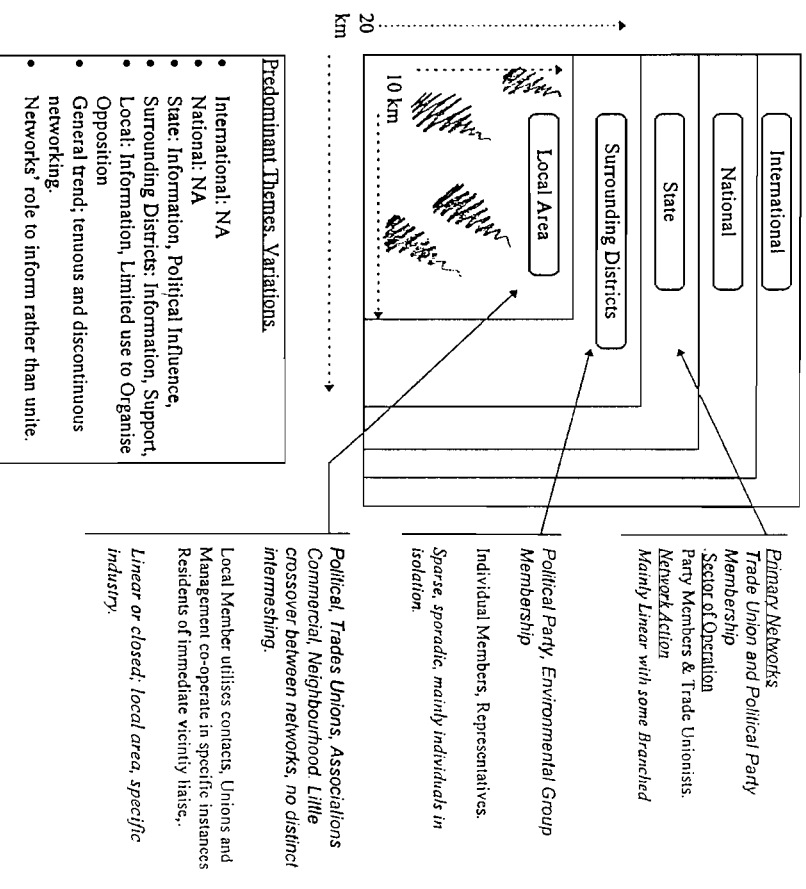 International
National
State
Surrounding Districts
Local Area
10 km
20
km
Primary Networks
Trade Union and Political Party
Membership
.Sector of Operation
Party Members & Trade Unionists.
Network Action
Mainly Linear with some Branched
Political Party, Environmental Group
Membership
Individual Members, Representatives.
Sparse, sporadic, mainly individuals in
isolation.
Political, Trades Unions, Associations
Commercial, Neighbourhood. Little
crossover between networks, no distinct
intermeshing.
Local Member utilises contacts, Unions and
Management co-operate in specific instances
Residents of immediate vicintly liaise,.
Linear or closed; local area, specific
industry.
Predominant Themes. Variations.
• International: NA
• National: NA
• State: Information, Political Influence,
• Surrounding Districts: Information, Support,
• Local: Information, Limited use to Organise
Opposition
• General trend; tenuous and discontinuous
networking.
• Networks' role to inform rather than unite.